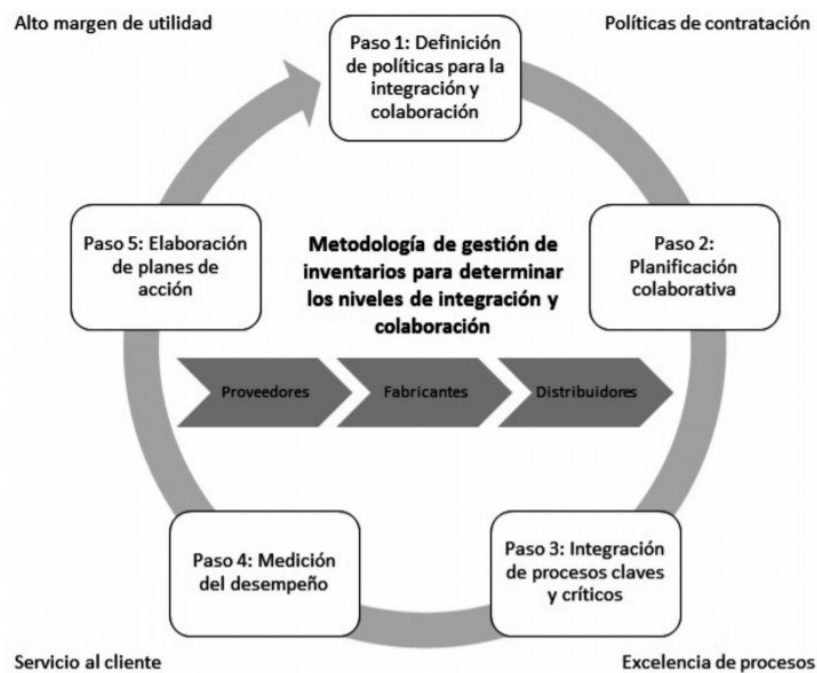 Alto margen de utilidad
Políticas de contratación
Paso 1: Definición
de políticas para la
integración y
colaboración
Paso 5: Elaboración
de planes de
acción
Metodología de gestión de
inventarios para determinar
los niveles de integración y
colaboración
Paso 2:
Planificación
colaborativa
Proveedores
Fabricantes
Distribuidores
Paso 4: Medición
del desempeño
Paso 3: Integración
de procesos claves
y críticos
Servicio al cliente
Excelencia de procesos